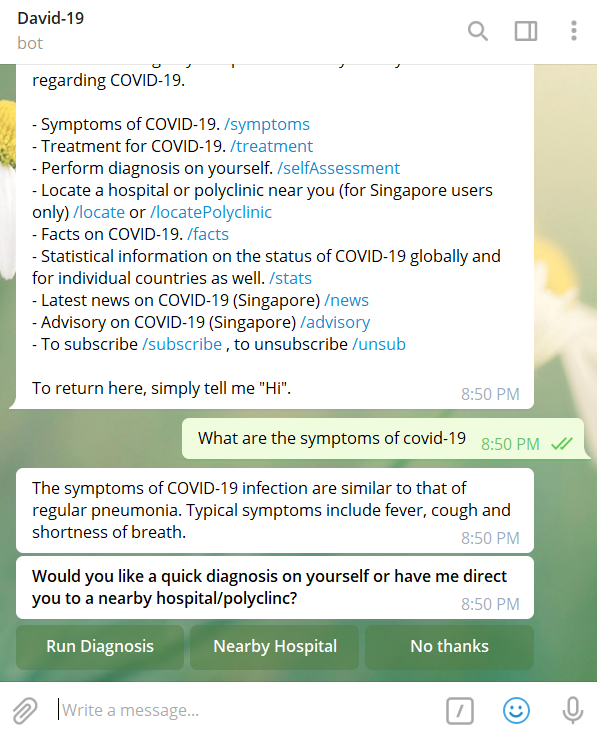 David-19
bot
regarding COVID-19.
- Symptoms of COVID-19. /symptoms
- Treatment for COVID-19. /treatment
- Perform diagnosis on yourself. /selfAssessment
- Locate a hospital or polyclinic near you (for Singapore users
only) /locate or /locatePolyclinic
- Facts on COVID-19. /facts
- Statistical information on the status of COVID-19 globally and
for individual countries as well. /stats
- Latest news on COVID-19 (Singapore) /news
- Advisory on COVID-19 (Singapore) /advisory
- To subscribe /subscribe , to unsubscribe /unsub
To return here, simply tell me "Hi".
8:50 PM
What are the symptoms of covid-19
8:50 PM
The symptoms of COVID-19 infection are similar to that of
regular pneumonia. Typical symptoms include fever, cough and
shortness of breath.
8:50 PM
Would you like a quick diagnosis on yourself or have me direct
you to a nearby hospital/polyclinc?
8:50 PM
Run Diagnosis
Nearby Hospital
No thanks
Write a message...